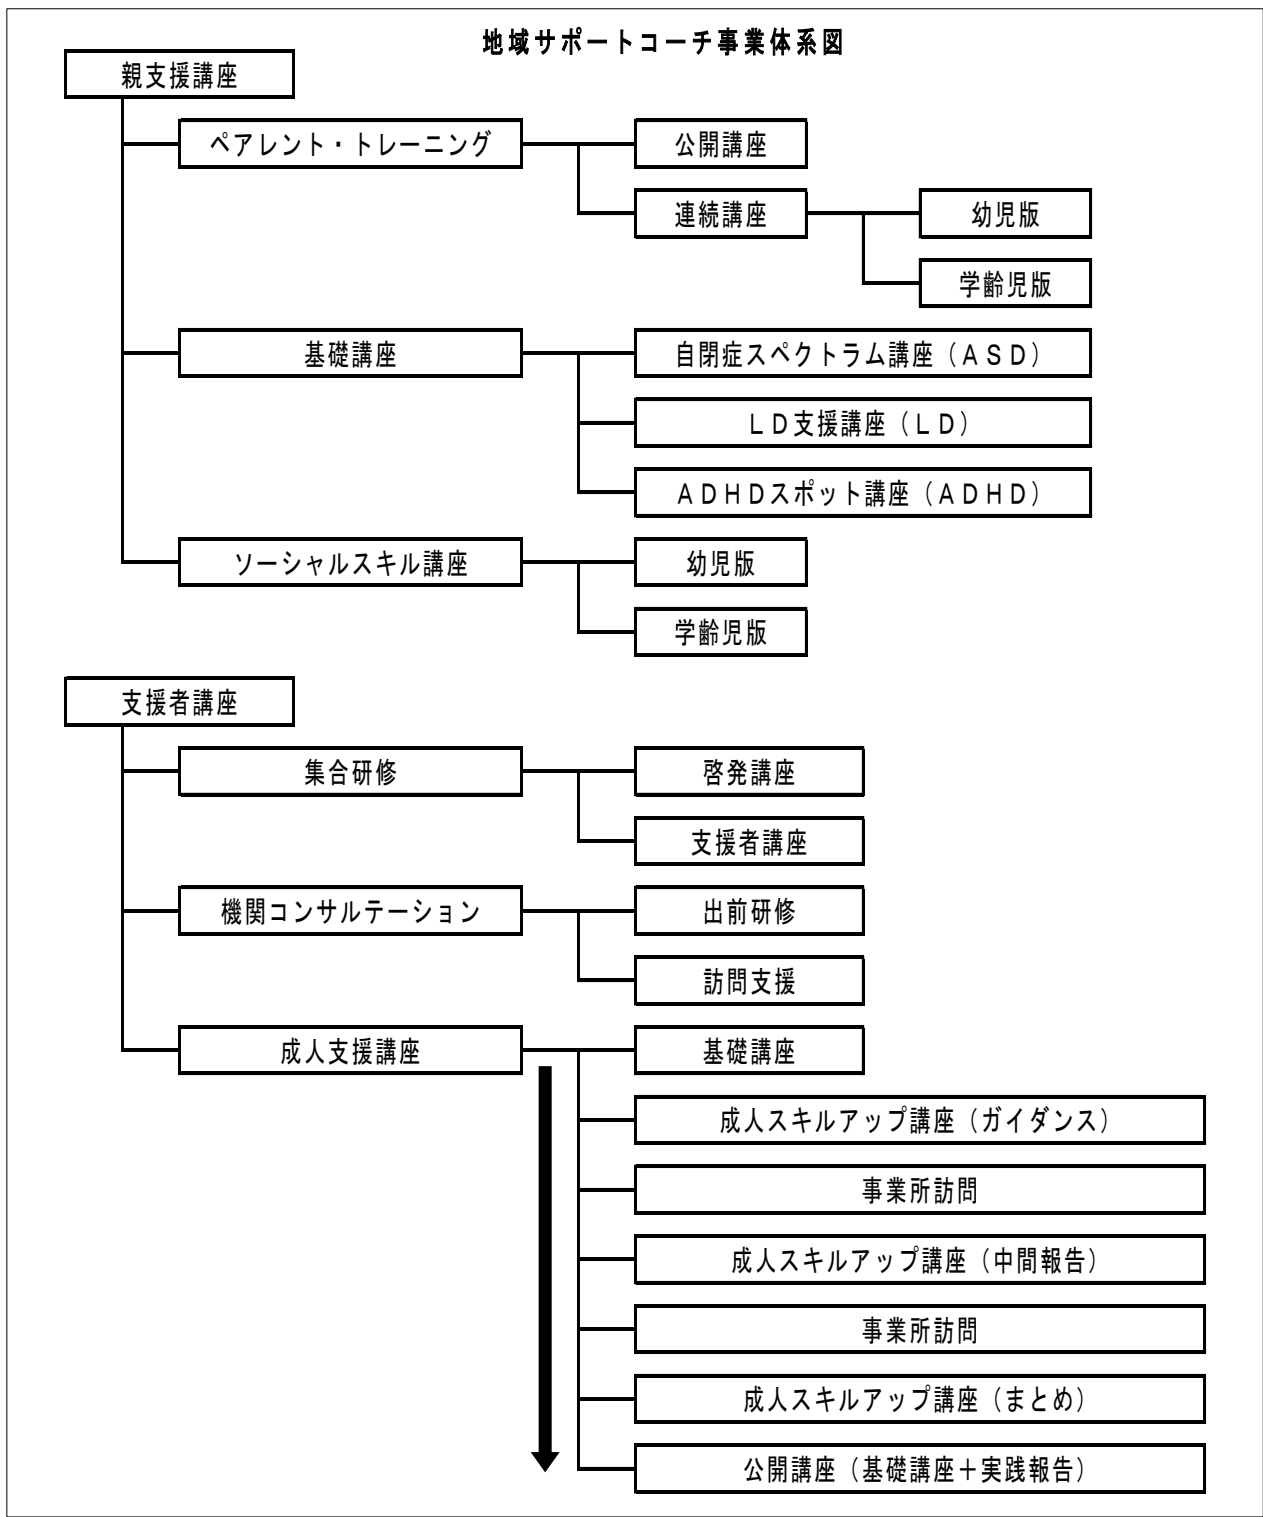 地域サポートコーチ事業体系図
親支援講座
ペアレント・トレーニング
公開講座
連続講座
幼児版
学齢児版
基礎講座
自閉症スペクトラム講座（ＡＳＤ）
ＬＤ支援講座（ＬＤ）
ＡＤＨＤスポット講座（ＡＤＨＤ）
ソーシャルスキル講座
幼児版
学齢児版
支援者講座
集合研修
啓発講座
支援者講座
機関コンサルテーション
出前研修
訪問支援
成人支援講座
基礎講座
成人スキルアップ講座（ガイダンス）
事業所訪問
成人スキルアップ講座（中間報告）
事業所訪問
成人スキルアップ講座（まとめ）
公開講座（基礎講座＋実践報告）